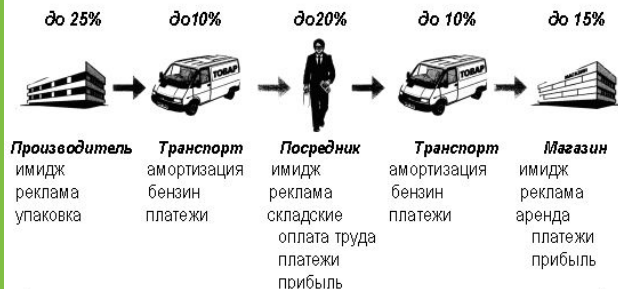 до 25% до10% до20% до 10% до 15%
ТОВАР ТОВАР МАГАЗИН
Производитель Транспорт Посредник Транспорт Магазин
имидж амортизация имидж амортизация имидж
реклама бензин реклама бензин реклама
упаковка платежи складские платежи аренда
оплата труда платежи
платежи прибыль
прибыль